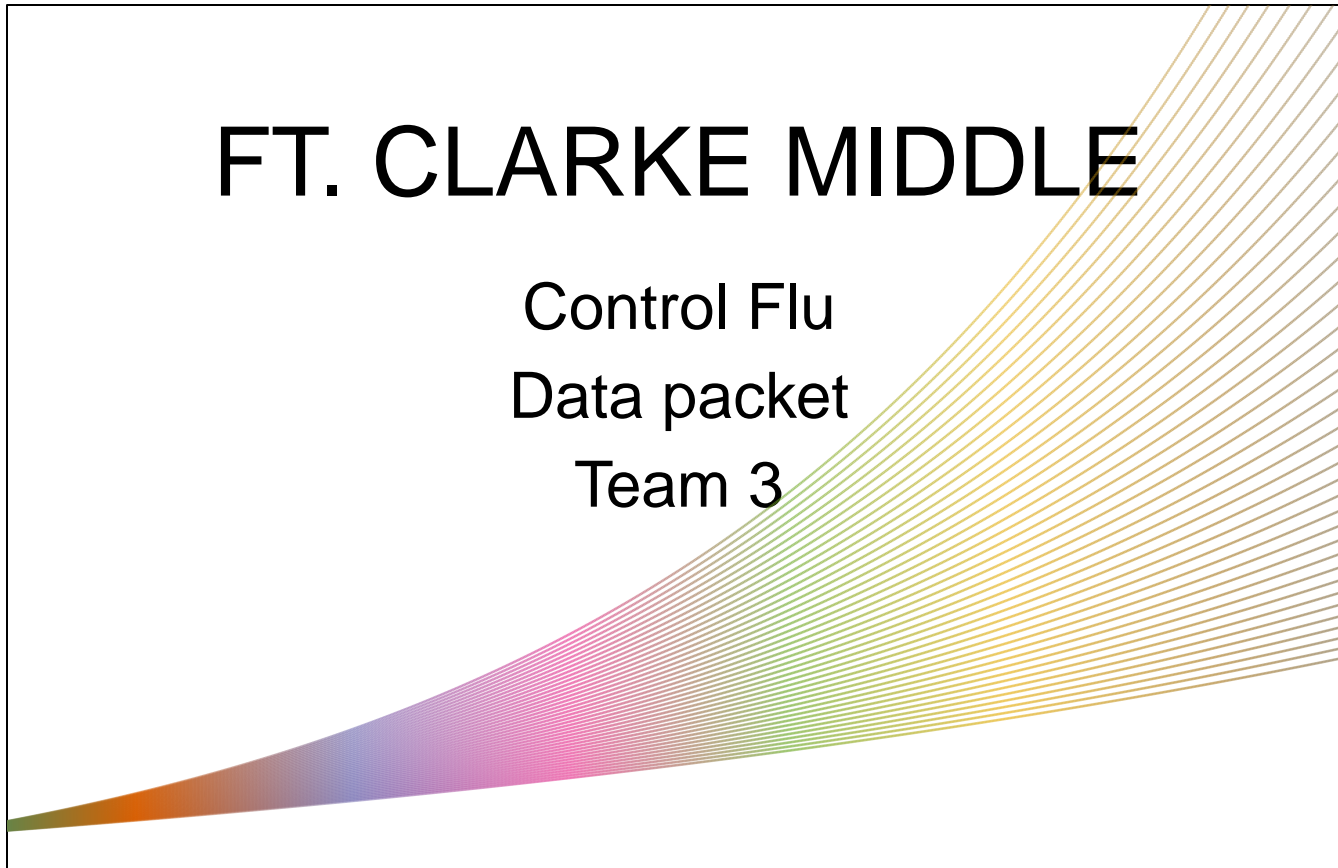 FT. CLARKE MIDDLE
Control Flu
Data packet
Team 3